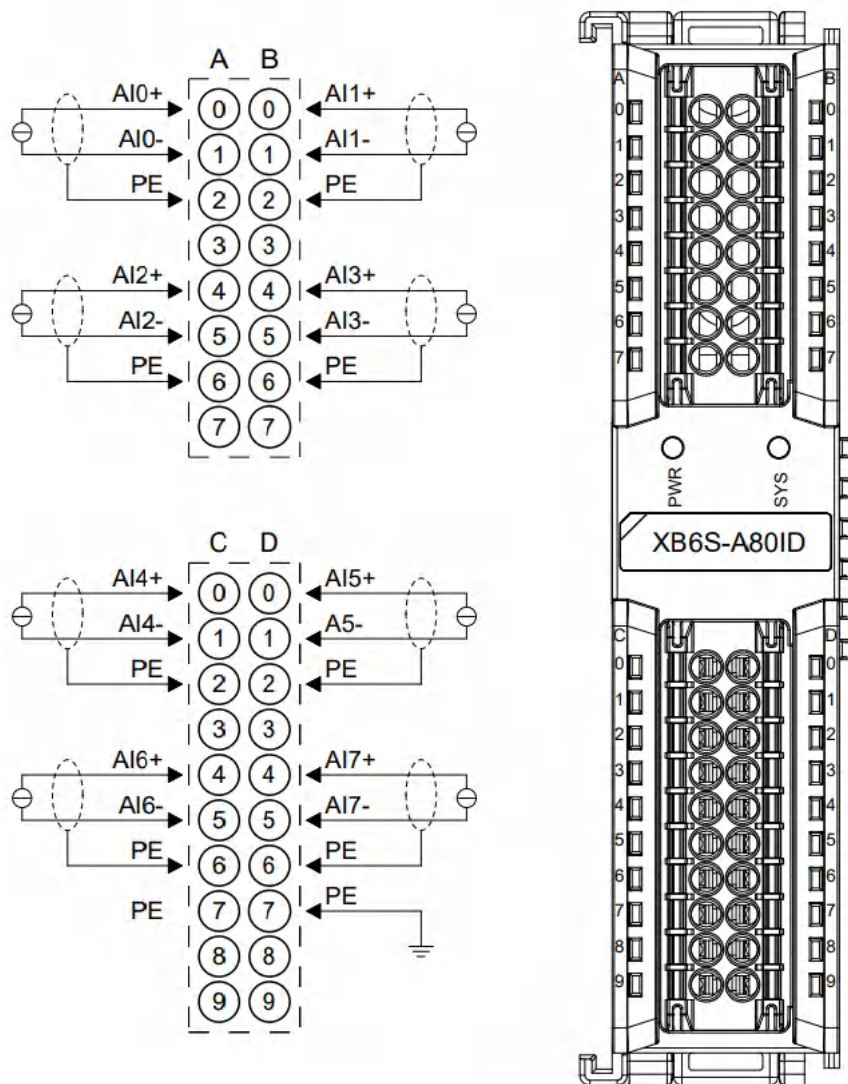 A B
AI0+ 0 0 AI1+
AI0- 1 1 AI1-
PE 2 2 PE
3 3
AI2+ 4 4 AI3+
AI2- 5 5 AI3-
PE 6 6 PE
7 7
C D
AI4+ 0 0 AI5+
AI4- 1 1 A5-
PE 2 2 PE
3 3
AI6+ 4 4 AI7+
AI6- 5 5 AI7-
PE 6 6 PE
PE 7 7 PE
8 8
9 9
A B
0 0
1 1
2 2
3 3
4 4
5 5
6 6
7 7
PWR SYS
XB6S-A80ID
C D
0 0
1 1
2 2
3 3
4 4
5 5
6 6
7 7
8 8
9 9